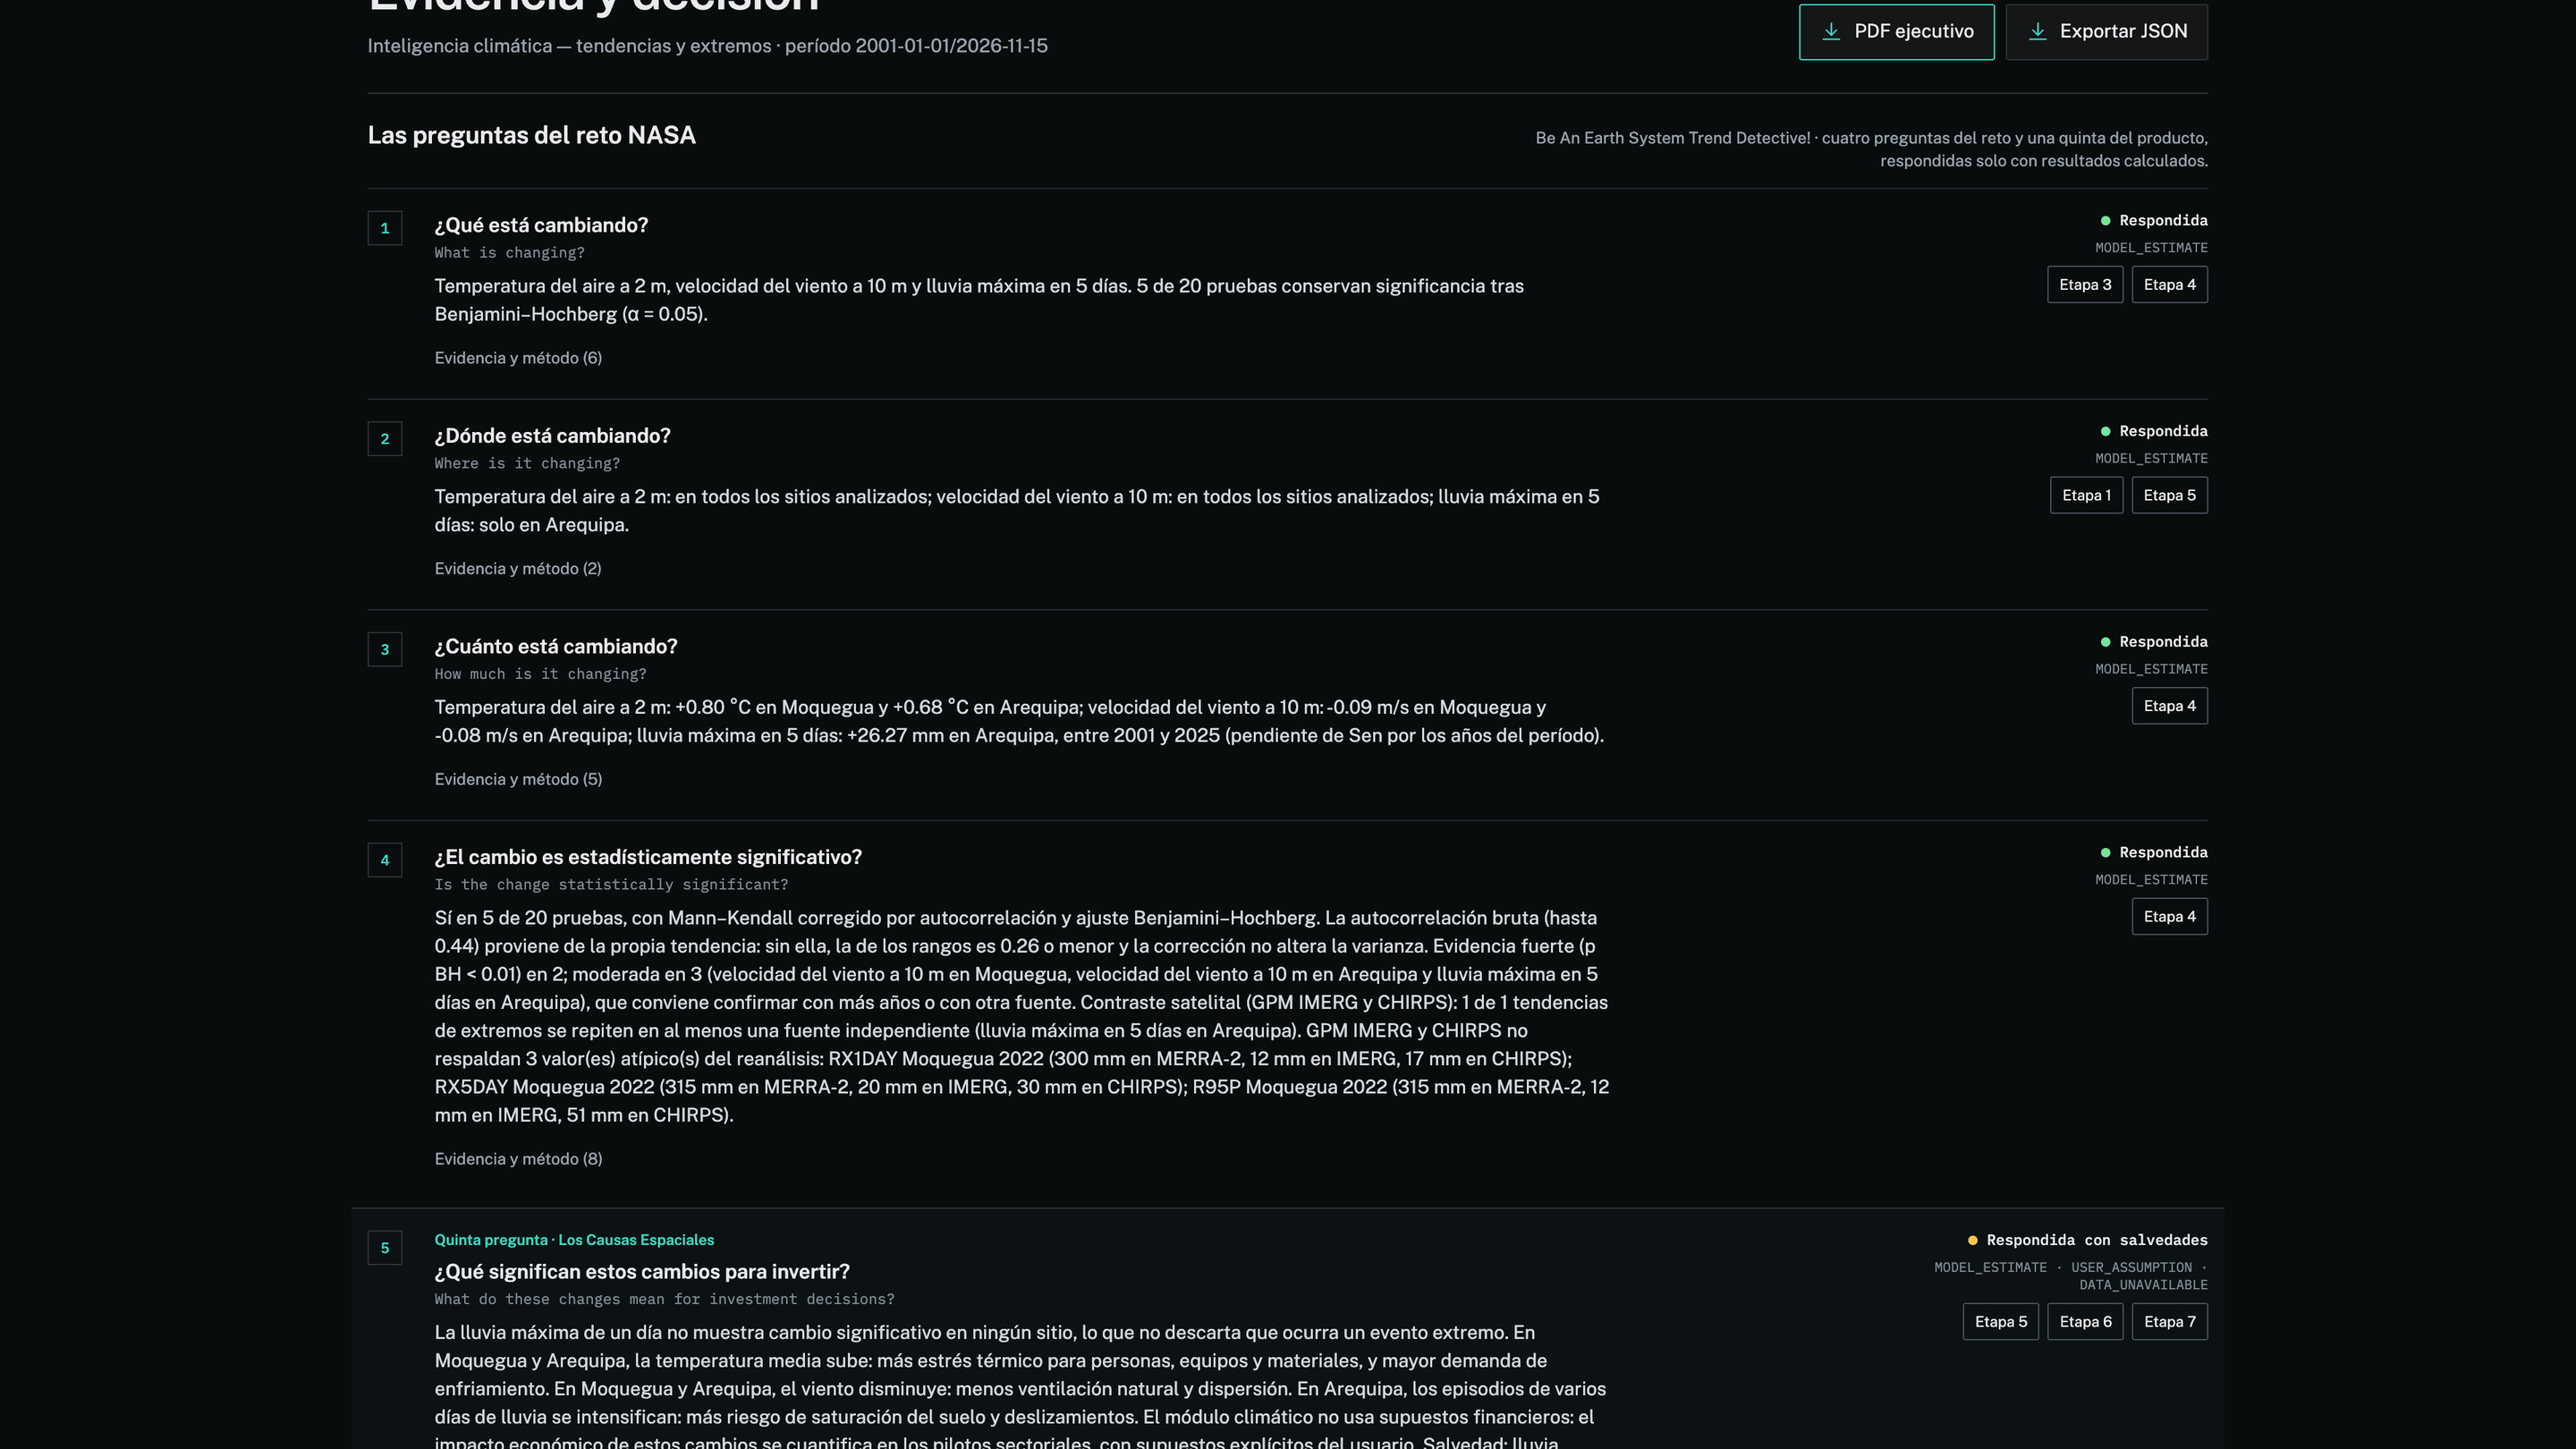 Evidencia y decisión
Inteligencia climática — tendencias y extremos · período 2001-01-01/2026-11-15
PDF ejecutivo
Exportar JSON
Las preguntas del reto NASA
Be An Earth System Trend Detective! · cuatro preguntas del reto y una quinta del producto,
respondidas solo con resultados calculados.
1
¿Qué está cambiando?
What is changing?
Temperatura del aire a 2 m, velocidad del viento a 10 m y lluvia máxima en 5 días. 5 de 20 pruebas conservan significancia tras
Benjamini–Hochberg (α = 0.05).
Evidencia y método (6)
Respondida
MODEL_ESTIMATE
Etapa 3
Etapa 4
2
¿Dónde está cambiando?
Where is it changing?
Temperatura del aire a 2 m: en todos los sitios analizados; velocidad del viento a 10 m: en todos los sitios analizados; lluvia máxima en 5
días: solo en Arequipa.
Evidencia y método (2)
Respondida
MODEL_ESTIMATE
Etapa 1
Etapa 5
3
¿Cuánto está cambiando?
How much is it changing?
Temperatura del aire a 2 m: +0.80 °C en Moquegua y +0.68 °C en Arequipa; velocidad del viento a 10 m: -0.09 m/s en Moquegua y
-0.08 m/s en Arequipa; lluvia máxima en 5 días: +26.27 mm en Arequipa, entre 2001 y 2025 (pendiente de Sen por los años del período).
Evidencia y método (5)
Respondida
MODEL_ESTIMATE
Etapa 4
4
¿El cambio es estadísticamente significativo?
Is the change statistically significant?
Sí en 5 de 20 pruebas, con Mann–Kendall corregido por autocorrelación y ajuste Benjamini–Hochberg. La autocorrelación bruta (hasta
0.44) proviene de la propia tendencia: sin ella, la de los rangos es 0.26 o menor y la corrección no altera la varianza. Evidencia fuerte (p
BH < 0.01) en 2; moderada en 3 (velocidad del viento a 10 m en Moquegua, velocidad del viento a 10 m en Arequipa y lluvia máxima en 5
días en Arequipa), que conviene confirmar con más años o con otra fuente. Contraste satelital (GPM IMERG y CHIRPS): 1 de 1 tendencias
de extremos se repiten en al menos una fuente independiente (lluvia máxima en 5 días en Arequipa). GPM IMERG y CHIRPS no
respaldan 3 valor(es) atípico(s) del reanálisis: RX1DAY Moquegua 2022 (300 mm en MERRA-2, 12 mm en IMERG, 17 mm en CHIRPS);
RX5DAY Moquegua 2022 (315 mm en MERRA-2, 20 mm en IMERG, 30 mm en CHIRPS); R95P Moquegua 2022 (315 mm en MERRA-2, 12
mm en IMERG, 51 mm en CHIRPS).
Evidencia y método (8)
Respondida
MODEL_ESTIMATE
Etapa 4
5
Quinta pregunta · Los Causas Espaciales
¿Qué significan estos cambios para invertir?
What do these changes mean for investment decisions?
La lluvia máxima de un día no muestra cambio significativo en ningún sitio, lo que no descarta que ocurra un evento extremo. En
Moquegua y Arequipa, la temperatura media sube: más estrés térmico para personas, equipos y materiales, y mayor demanda de
enfriamiento. En Moquegua y Arequipa, el viento disminuye: menos ventilación natural y dispersión. En Arequipa, los episodios de varios
días de lluvia se intensifican: más riesgo de saturación del suelo y deslizamientos. El módulo climático no usa supuestos financieros: el
impacto económico de estos cambios se cuantifica en los pilotos sectoriales, con supuestos explícitos del usuario. Salvedad: lluvia
Respondida con salvedades
MODEL_ESTIMATE · USER_ASSUMPTION ·
DATA_UNAVAILABLE
Etapa 5
Etapa 6
Etapa 7